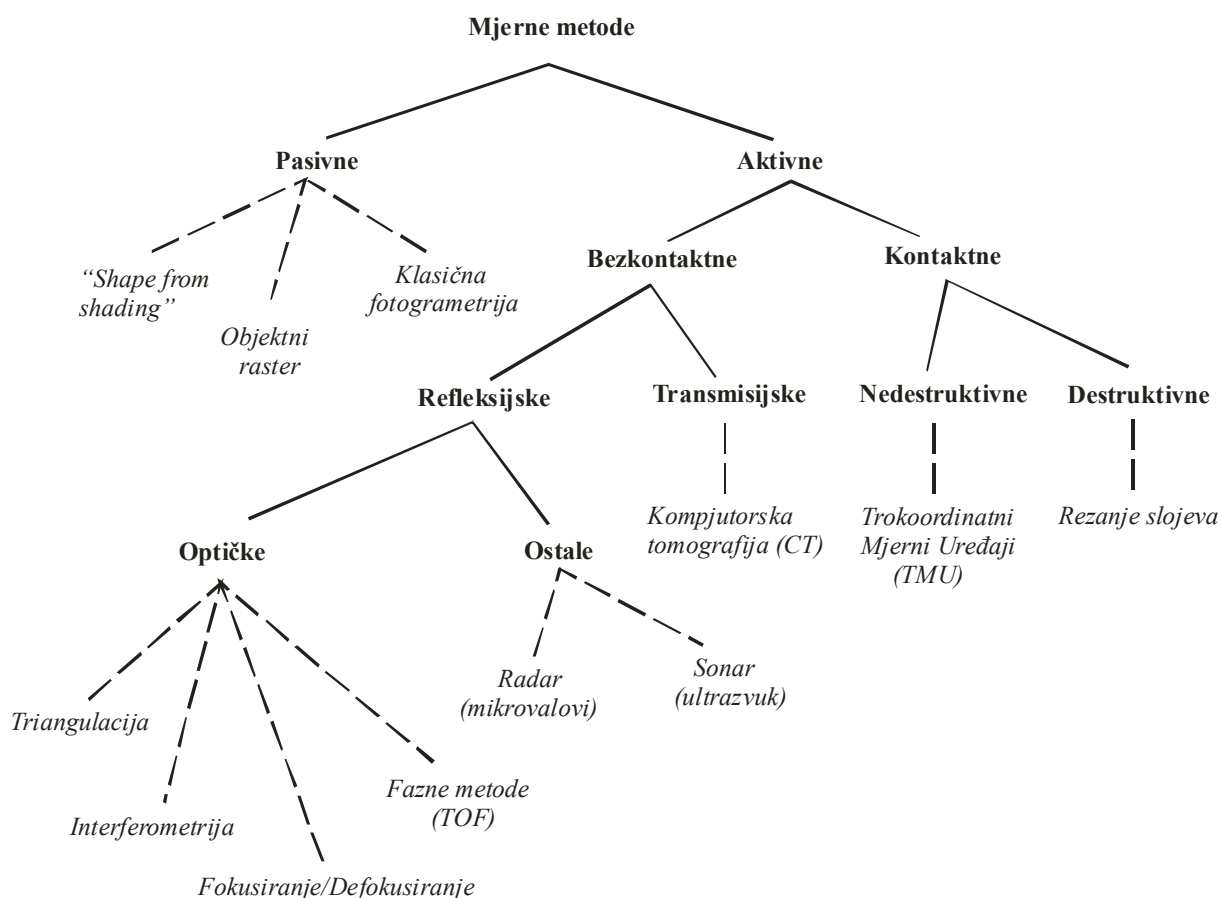 Mjerne metode
Pasivne
Aktivne
Bezkontaktne
Kontaktne
“Shape from
shading”
Klasična
fotogrametrija
Objektni
raster
Refleksijske
Transmisijske
Nedestruktivne
Destruktivne
Kompjutorska
tomografija (CT)
Trokoordinatni
Mjerni Uređaji
(TMU)
Rezanje slojeva
Optičke
Ostale
Radar
(mikrovalovi)
Sonar
(ultrazvuk)
Triangulacija
Interferometrija
Fazne metode
(TOF)
Fokusiranje/Defokusiranje